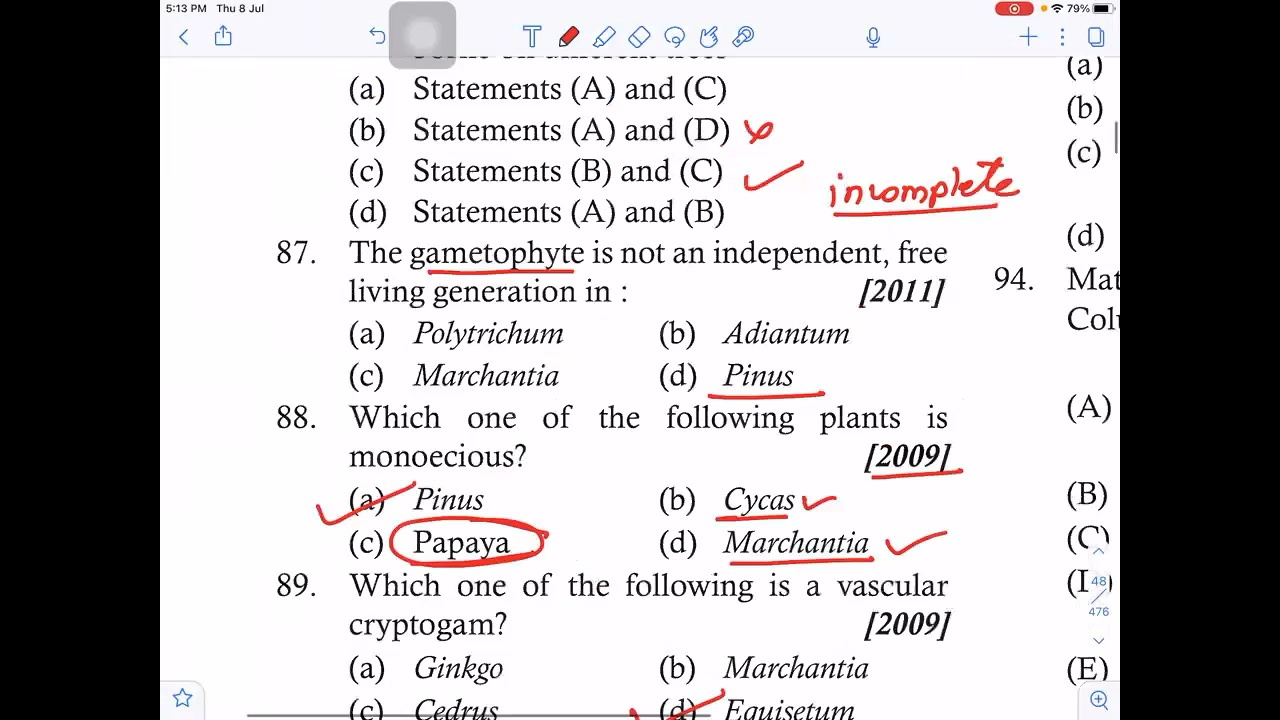 5:13 PM Thu 8 Jul
79%
(a) Statements (A) and (C)
(b) Statements (A) and (D)
(c) Statements (B) and (C)
incomplete
(d) Statements (A) and (B)
87. The gametophyte is not an independent, free
living generation in : [2011]
(a) Polytrichum (b) Adiantum
(c) Marchantia (d) Pinus
88. Which one of the following plants is
monoecious? [2009]
(a) Pinus (b) Cycas
(c) Papaya (d) Marchantia
89. Which one of the following is a vascular
cryptogam? [2009]
(a) Ginkgo (b) Marchantia
(c) Cedrus (d) Equisetum
(a)
(b)
(c)
(d)
94. Mat
Colu
(A)
(B)
(C)
(E)
48
476